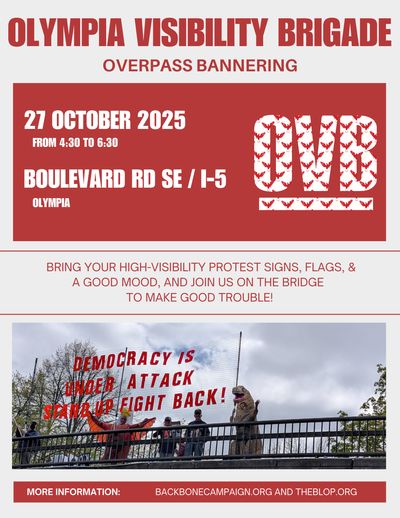 OLYMPIA VISIBILITY BRIGADE
OVERPASS BANNERING
27 OCTOBER 2025
FROM 4:30 TO 6:30
BOULEVARD RD SE / I-5
OLYMPIA
OVB
BRING YOUR HIGH-VISIBILITY PROTEST SIGNS, FLAGS, &
A GOOD MOOD, AND JOIN US ON THE BRIDGE
TO MAKE GOOD TROUBLE!
DEMOCRACY IS
UNDER ATTACK
STAND UP FIGHT BACK!
MORE INFORMATION: BACKBONECAMPAIGN.ORG AND THEBLOP.ORG